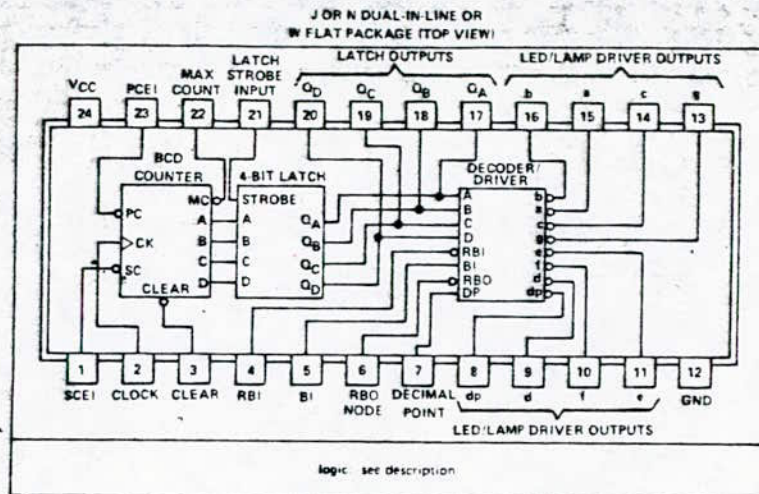 J OR N DUAL-IN-LINE OR
W FLAT PACKAGE (TOP VIEW)
LATCH OUTPUTS
LED/LAMP DRIVER OUTPUTS
VCC PCEI MAX COUNT LATCH STROBE INPUT QD QC QB QA b a c g
24 23 22 21 20 19 18 17 16 15 14 13
BCD COUNTER
4-BIT LATCH
DECODER/DRIVER
PC
CK
SC
MC
A
B
C
D
CLEAR
STROBE
A
B
C
D
QA
QB
QC
QD
A
B
C
D
RBI
BI
RBO
DP
b
a
c
g
e
f
d
dp
1 2 3 4 5 6 7 8 9 10 11 12
SCEI CLOCK CLEAR RBI BI RBO NODE DECIMAL POINT dp d f e GND
LED/LAMP DRIVER OUTPUTS
logic: see description